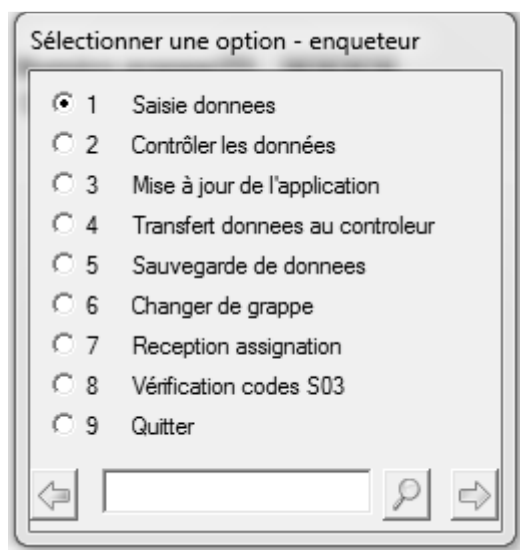 Sélectionner une option - enqueteur
1 Saisie donnees
2 Contrôler les données
3 Mise à jour de l'application
4 Transfert donnees au controleur
5 Sauvegarde de donnees
6 Changer de grappe
7 Reception assignation
8 Vérification codes S03
9 Quitter